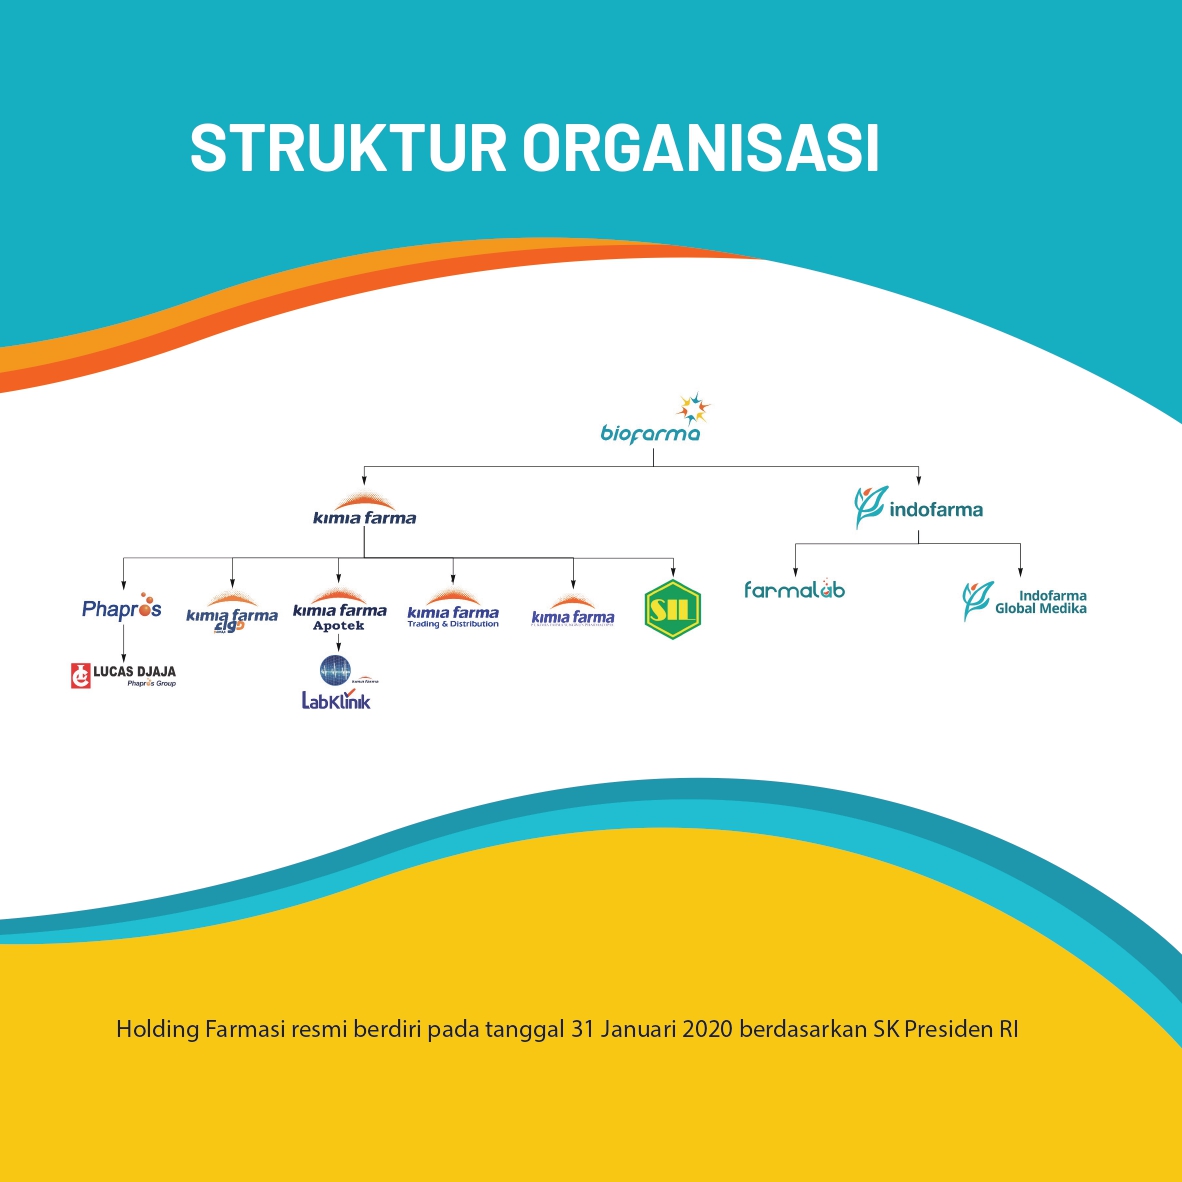 STRUKTUR ORGANISASI
biofarma
kimia farma
indofarma
Phapros
kimia farma
kimia farma
Apotek
kimia farma
Trading & Distribution
kimia farma
SIL
farmalab
Indofarma
Global Medika
LUCAS DJAJA
Phapros Group
kimia farma
LabKlinik
Holding Farmasi resmi berdiri pada tanggal 31 Januari 2020 berdasarkan SK Presiden RI